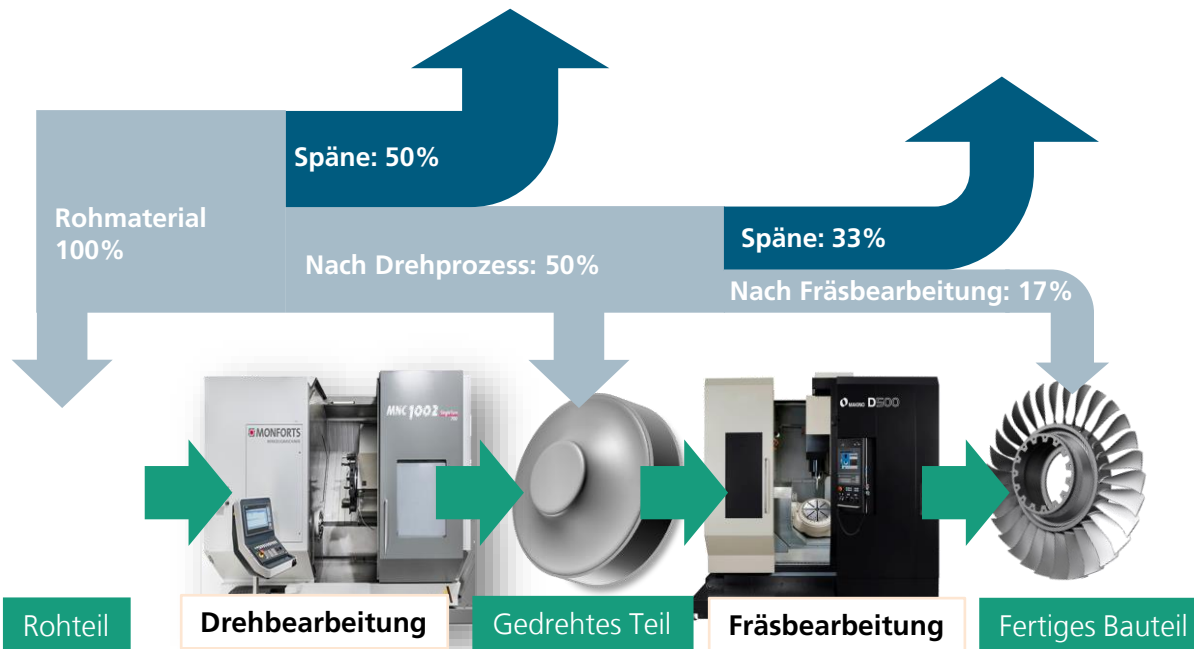 Späne: 50%
Rohmaterial
100%
Späne: 33%
Nach Drehprozess: 50%
Nach Fräsbearbeitung: 17%
MNC 1002
MONFORTS
MAKINO D500
Rohteil
Drehbearbeitung
Gedrehtes Teil
Fräsbearbeitung
Fertiges Bauteil